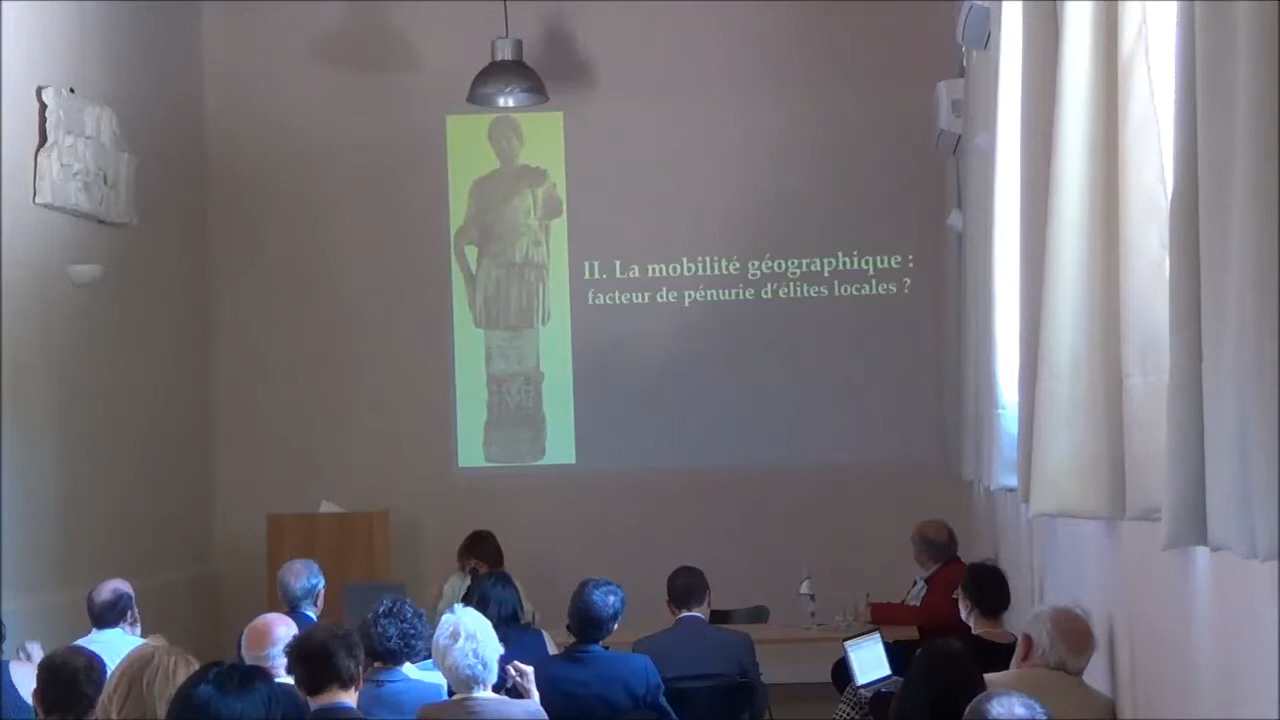 II. La mobilité géographique :
facteur de pénurie d’élites locales ?